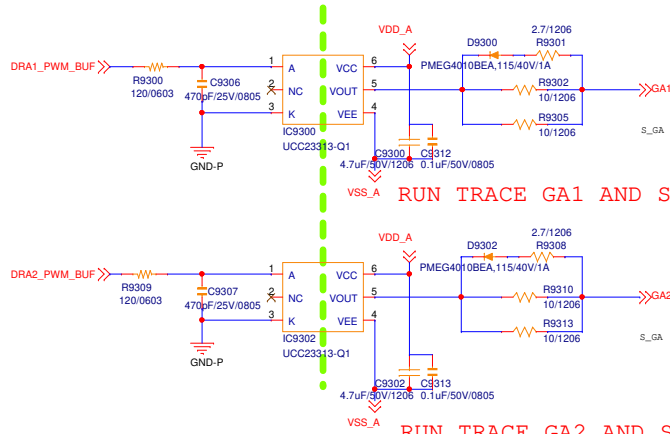 VDD_A
2.7/1206
D9300 R9301
DRA1_PWM_BUF
1 A VCC 6
PMEG4010BEA,115/40V/1A
R9300
120/0603
C9306
470pF/25V/0805
2 NC VOUT 5
R9302
10/1206
GA1
3 K VEE 4
R9305
10/1206
IC9300
UCC23313-Q1
S_GA
GND-P
C9300 C9312
4.7uF/50V/1206 0.1uF/50V/0805
VSS_A
RUN TRACE GA1 AND S
VDD_A
2.7/1206
D9302 R9308
DRA2_PWM_BUF
1 A VCC 6
PMEG4010BEA,115/40V/1A
R9309
120/0603
C9307
470pF/25V/0805
2 NC VOUT 5
R9310
10/1206
GA2
3 K VEE 4
R9313
10/1206
IC9302
UCC23313-Q1
S_GA
GND-P
C9302 C9313
4.7uF/50V/1206 0.1uF/50V/0805
VSS_A
RUN TRACE GA2 AND S